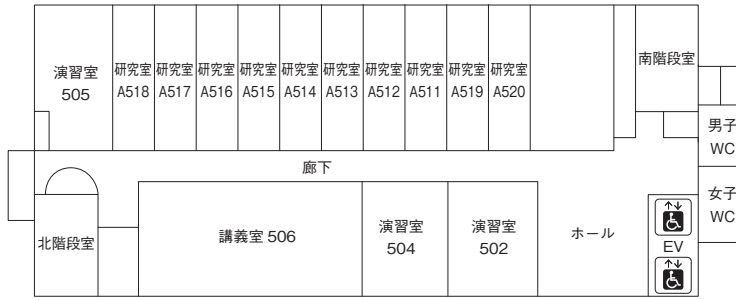 演習室
505
研究室
A518
研究室
A517
研究室
A516
研究室
A515
研究室
A514
研究室
A513
研究室
A512
研究室
A511
研究室
A519
研究室
A520
南階段室
男子
WC
廊下
女子
WC
北階段室
講義室 506
演習室
504
演習室
502
ホール
EV